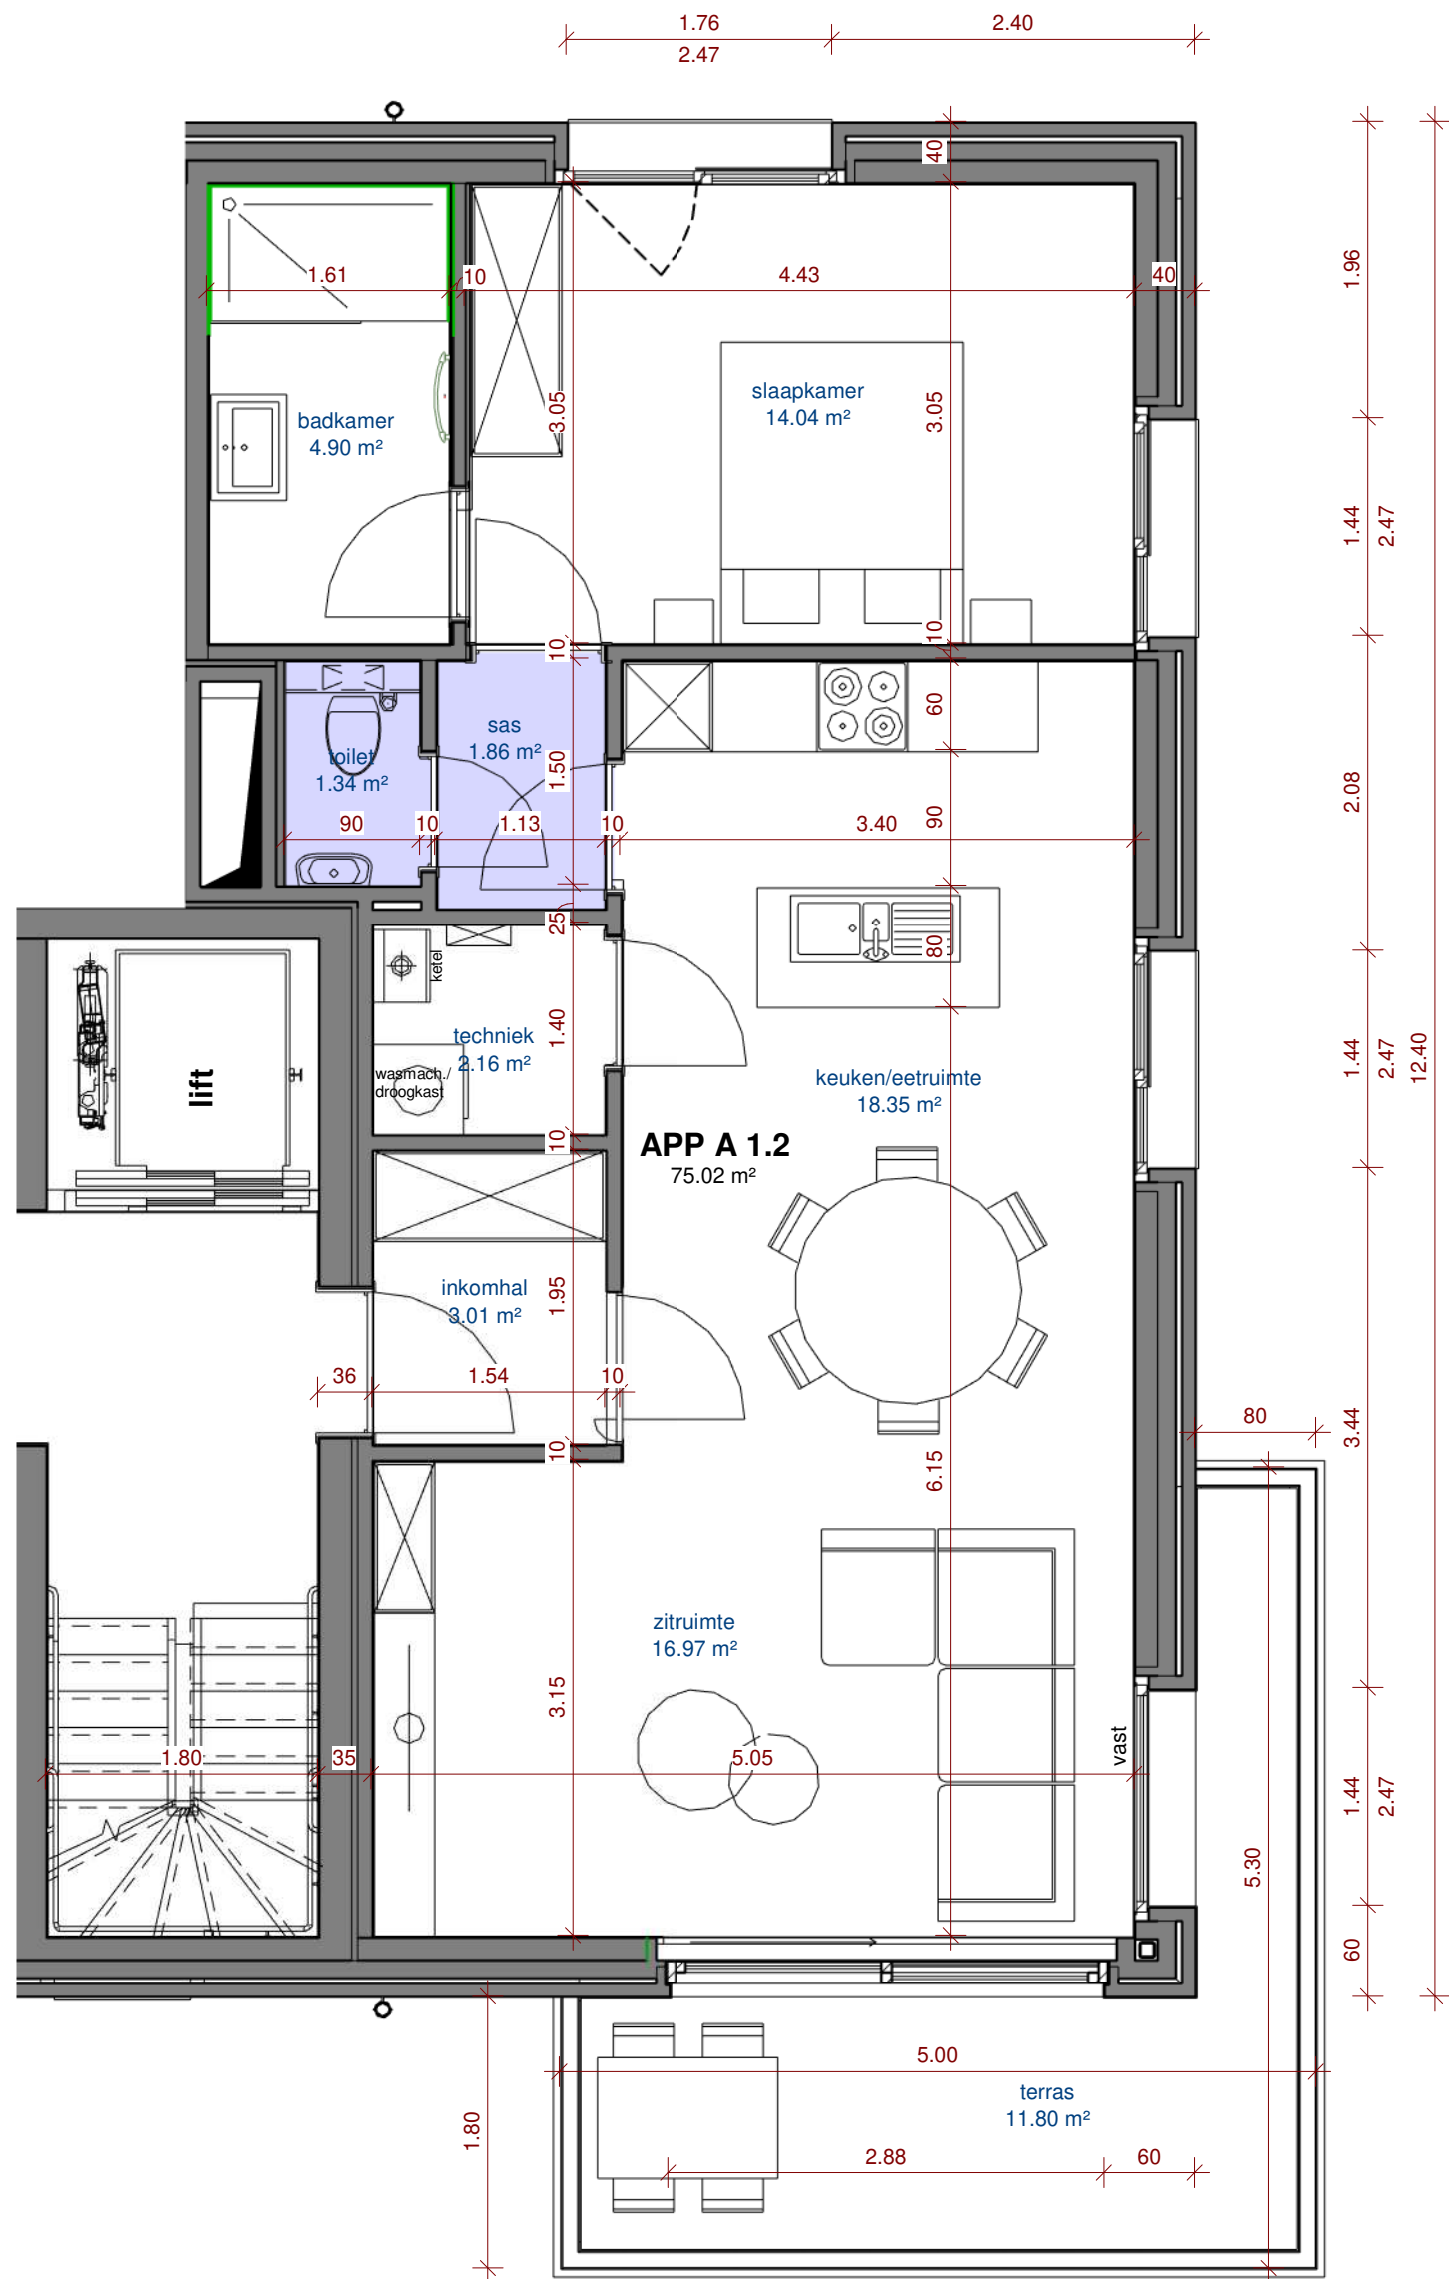 1.76
2.40
2.47
40
1.96
1.61
10
4.43
40
3.05
3.05
slaapkamer
14.04 m²
badkamer
4.90 m²
1.44
2.47
10
10
60
sas
1.86 m²
toilet
1.34 m²
1.50
2.08
90
10
1.13
10
3.40
90
25
80
ketel
techniek
2.16 m²
1.40
wasmach./
droogkast
lift
keuken/eetruimte
18.35 m²
1.44
2.47
12.40
10
APP A 1.2
75.02 m²
inkomhal
3.01 m²
1.95
36
1.54
10
80
3.44
10
6.15
zitruimte
16.97 m²
3.15
vast
1.80
35
5.05
1.44
2.47
5.30
60
5.00
terras
11.80 m²
1.80
2.88
60